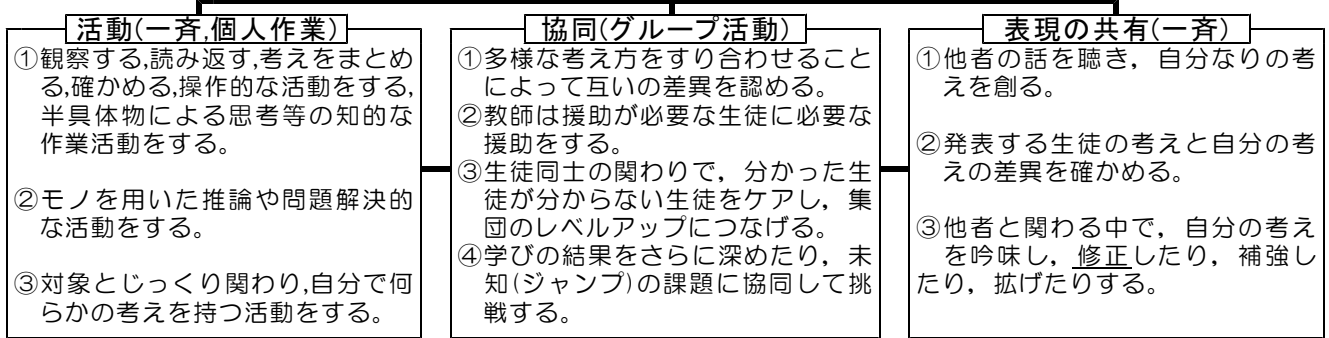 活動(一斉,個人作業)
①観察する,読み返す,考えをまとめ
る,確かめる,操作的な活動をする,
半具体物による思考等の知的な
作業活動をする。
②モノを用いた推論や問題解決的
な活動をする。
③対象とじっくり関わり,自分で何
らかの考えを持つ活動をする。
協同(グループ活動)
①多様な考え方をすり合わせること
によって互いの差異を認める。
②教師は援助が必要な生徒に必要な
援助をする。
③生徒同士の関わりで，分かった生
徒が分からない生徒をケアし，集
団のレベルアップにつなげる。
④学びの結果をさらに深めたり，未
知(ジャンプ)の課題に協同して挑
戦する。
表現の共有(一斉)
①他者の話を聴き，自分なりの考
えを創る。
②発表する生徒の考えと自分の考
えの差異を確かめる。
③他者と関わる中で，自分の考え
を吟味し，修正したり，補強し
たり，拡げたりする。